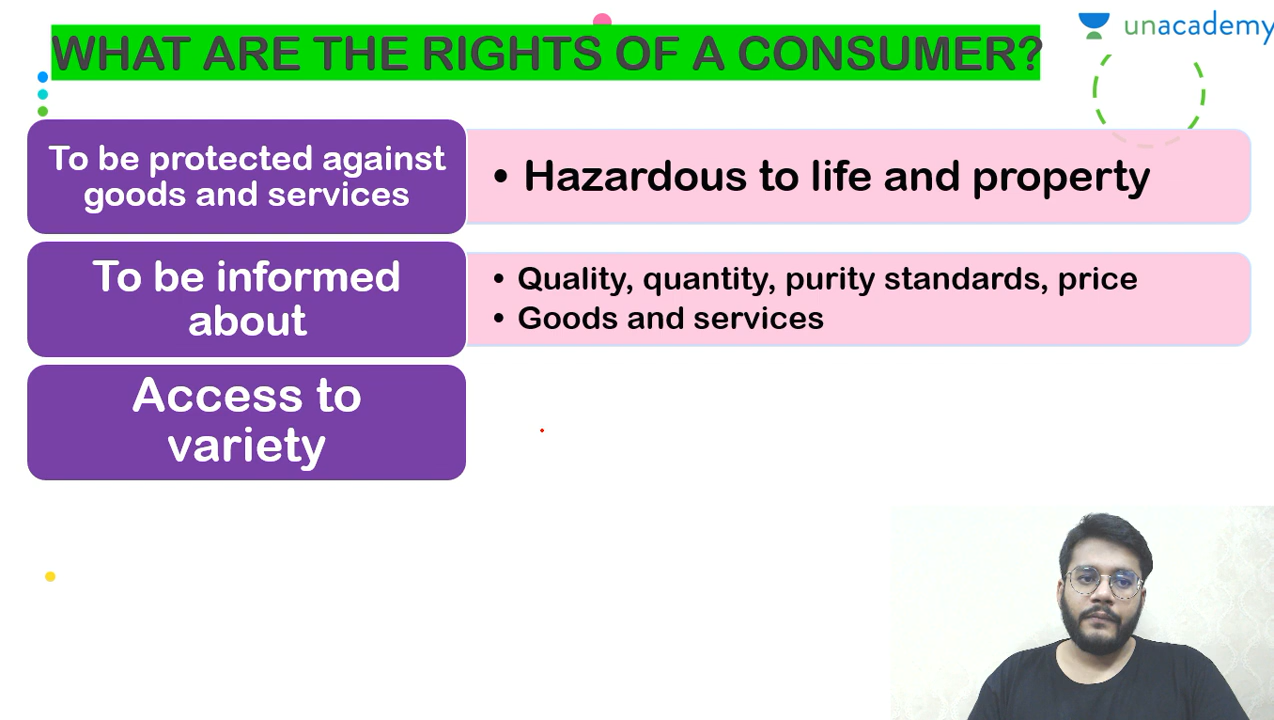 WHAT ARE THE RIGHTS OF A CONSUMER?
unacademy
To be protected against
goods and services
• Hazardous to life and property
To be informed
about
• Quality, quantity, purity standards, price
• Goods and services
Access to
variety